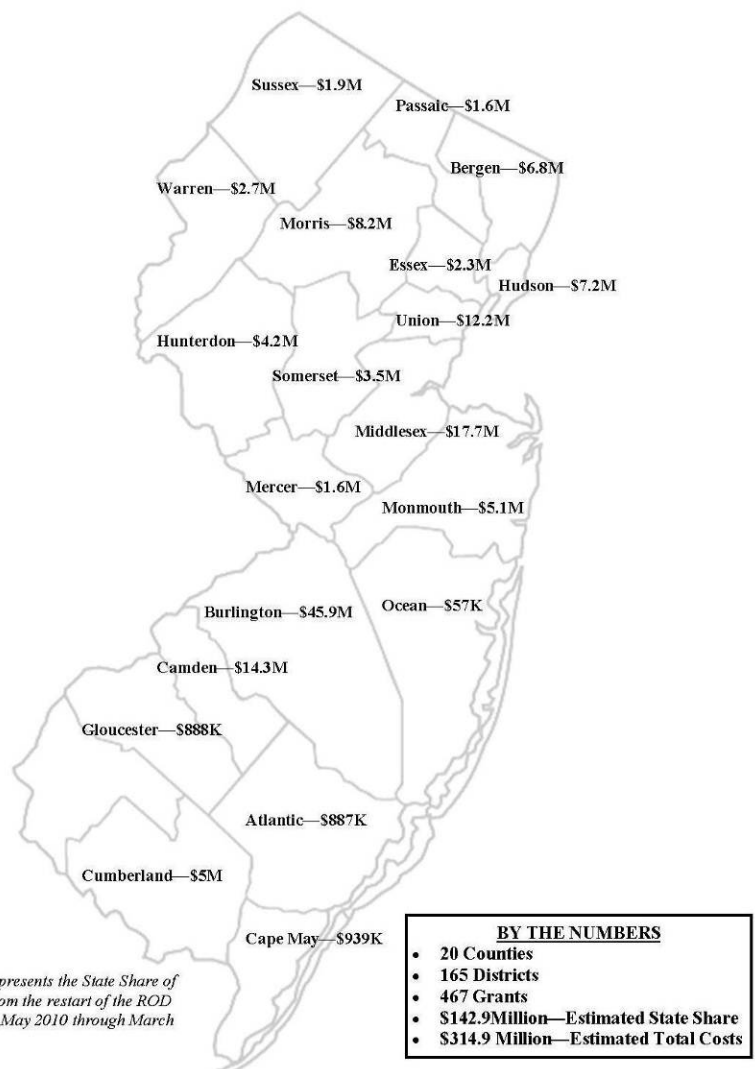 Sussex—$1.9M
Passaic—$1.6M
Bergen—$6.8M
Warren—$2.7M
Morris—$8.2M
Essex—$2.3M
Hudson—$7.2M
Union—$12.2M
Hunterdon—$4.2M
Somerset—$3.5M
Middlesex—$17.7M
Mercer—$1.6M
Monmouth—$5.1M
Burlington—$45.9M
Ocean—$57K
Camden—$14.3M
Gloucester—$888K
Atlantic—$887K
Cumberland—$5M
Cape May—$939K
presents the State Share of
om the restart of the ROD
May 2010 through March
BY THE NUMBERS
• 20 Counties
• 165 Districts
• 467 Grants
• $142.9Million—Estimated State Share
• $314.9 Million—Estimated Total Costs